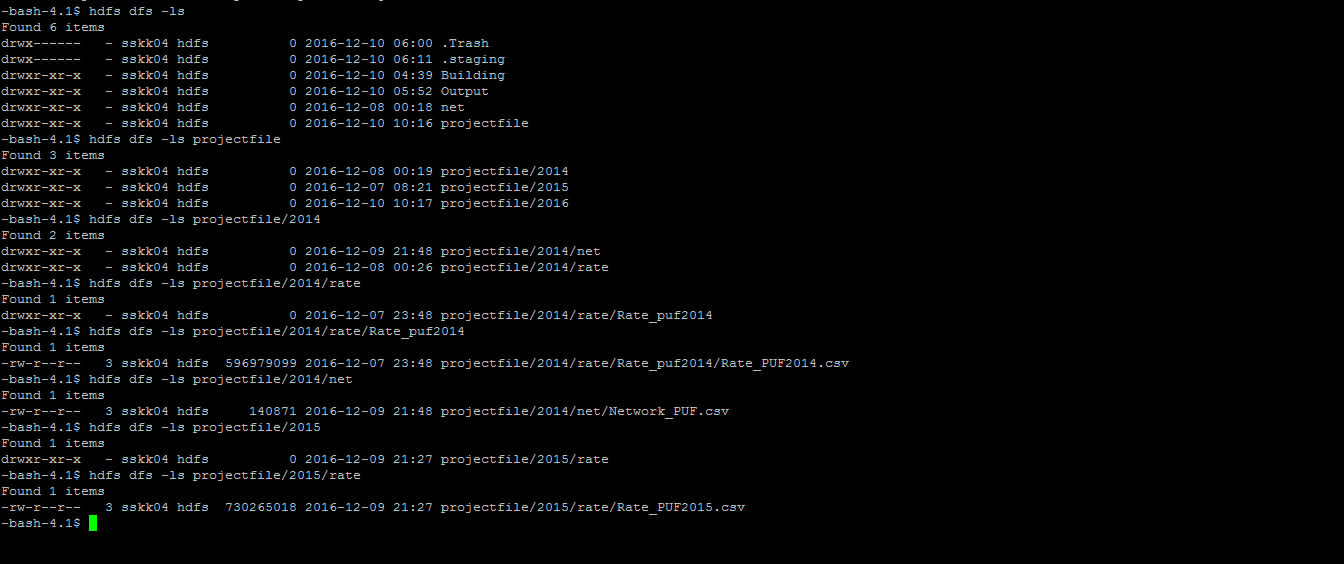 -bash-4.1$ hdfs dfs -ls
Found 6 items
drwx------   - sskk04 hdfs          0 2016-12-10 06:00 .Trash
drwx------   - sskk04 hdfs          0 2016-12-10 06:11 .staging
drwxr-xr-x   - sskk04 hdfs          0 2016-12-10 04:39 Building
drwxr-xr-x   - sskk04 hdfs          0 2016-12-10 05:52 Output
drwxr-xr-x   - sskk04 hdfs          0 2016-12-08 00:18 net
drwxr-xr-x   - sskk04 hdfs          0 2016-12-10 10:16 projectfile
-bash-4.1$ hdfs dfs -ls projectfile
Found 3 items
drwxr-xr-x   - sskk04 hdfs          0 2016-12-08 00:19 projectfile/2014
drwxr-xr-x   - sskk04 hdfs          0 2016-12-07 08:21 projectfile/2015
drwxr-xr-x   - sskk04 hdfs          0 2016-12-10 10:17 projectfile/2016
-bash-4.1$ hdfs dfs -ls projectfile/2014
Found 2 items
drwxr-xr-x   - sskk04 hdfs          0 2016-12-09 21:48 projectfile/2014/net
drwxr-xr-x   - sskk04 hdfs          0 2016-12-08 00:26 projectfile/2014/rate
-bash-4.1$ hdfs dfs -ls projectfile/2014/rate
Found 1 items
drwxr-xr-x   - sskk04 hdfs          0 2016-12-07 23:48 projectfile/2014/rate/Rate_puf2014
-bash-4.1$ hdfs dfs -ls projectfile/2014/rate/Rate_puf2014
Found 1 items
-rw-r--r--   3 sskk04 hdfs  596979099 2016-12-07 23:48 projectfile/2014/rate/Rate_puf2014/Rate_PUF2014.csv
-bash-4.1$ hdfs dfs -ls projectfile/2014/net
Found 1 items
-rw-r--r--   3 sskk04 hdfs     140871 2016-12-09 21:48 projectfile/2014/net/Network_PUF.csv
-bash-4.1$ hdfs dfs -ls projectfile/2015
Found 1 items
drwxr-xr-x   - sskk04 hdfs          0 2016-12-09 21:27 projectfile/2015/rate
-bash-4.1$ hdfs dfs -ls projectfile/2015/rate
Found 1 items
-rw-r--r--   3 sskk04 hdfs  730265018 2016-12-09 21:27 projectfile/2015/rate/Rate_PUF2015.csv
-bash-4.1$